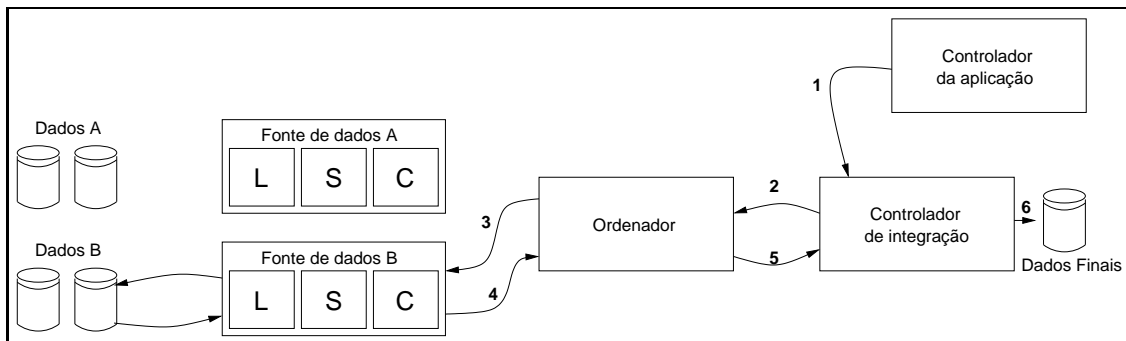 Controlador
da aplicação
1
Dados A
Fonte de dados A
L S C
2
3
Ordenador
Controlador
de integração
6
Dados B
Fonte de dados B
L S C
4
5
Dados Finais